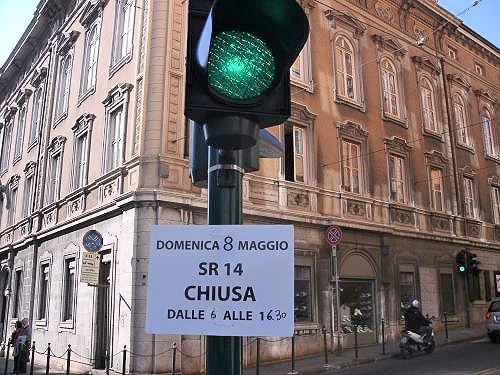 DOMENICA 8 MAGGIO
SR 14
CHIUSA
DALLE 6 ALLE 16.30